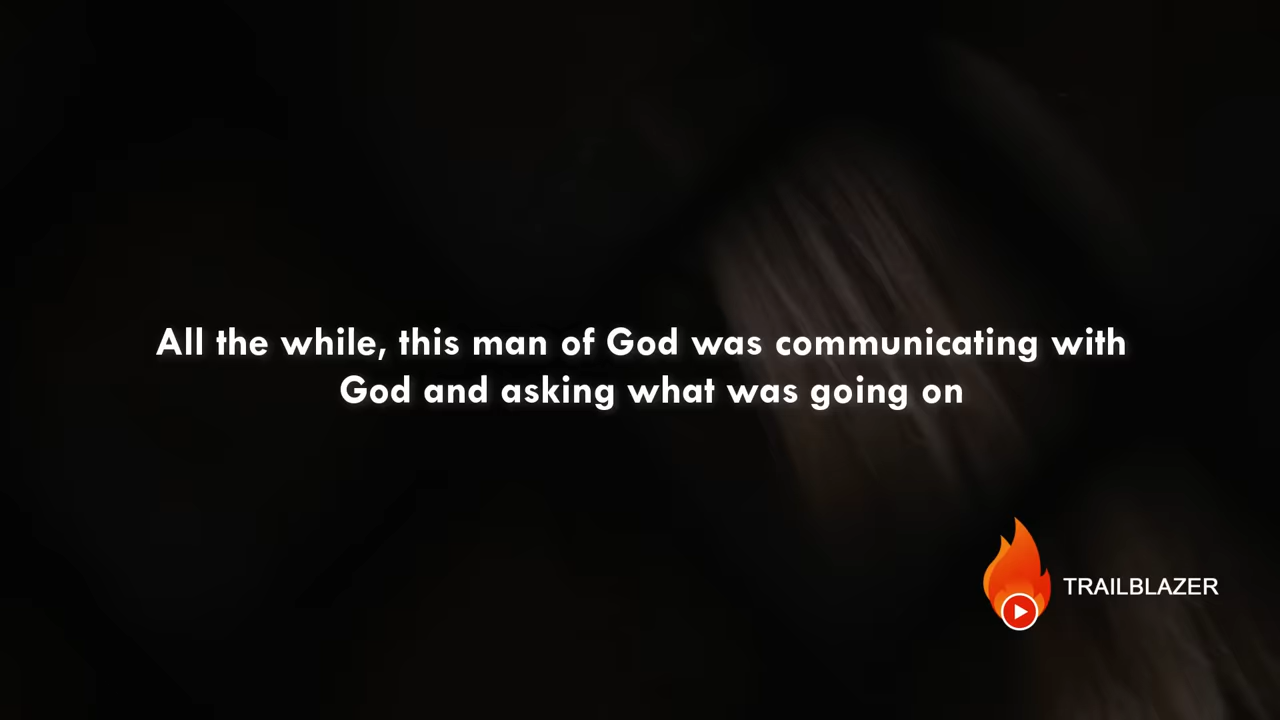 All the while, this man of God was communicating with
God and asking what was going on
TRAILBLAZER